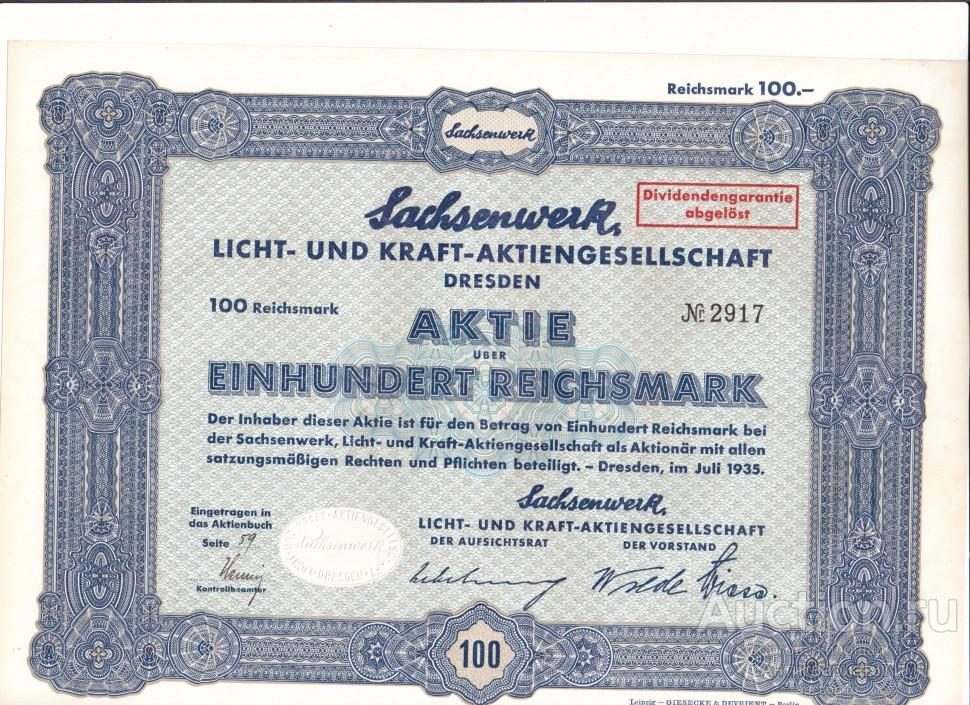 Reichsmark 100.–
Sachsenwerk
Sachsenwerk,
Dividendengarantie
abgelöst
LICHT- UND KRAFT-AKTIENGESELLSCHAFT
DRESDEN
100 Reichsmark
№ 2917
AKTIE
ÜBER
EINHUNDERT REICHSMARK
Der Inhaber dieser Aktie ist für den Betrag von Einhundert Reichsmark bei
der Sachsenwerk, Licht- und Kraft-Aktiengesellschaft als Aktionär mit allen
satzungsmäßigen Rechten und Pflichten beteiligt. – Dresden, im Juli 1935.
Eingetragen in
das Aktienbuch
Seite 59
Kontrollbeamter
Sachsenwerk
Sachsenwerk,
LICHT- UND KRAFT-AKTIENGESELLSCHAFT
DER AUFSICHTSRAT DER VORSTAND
100
Leipzig – GIESECKE & DEVRIENT – Berlin
Auction.ru